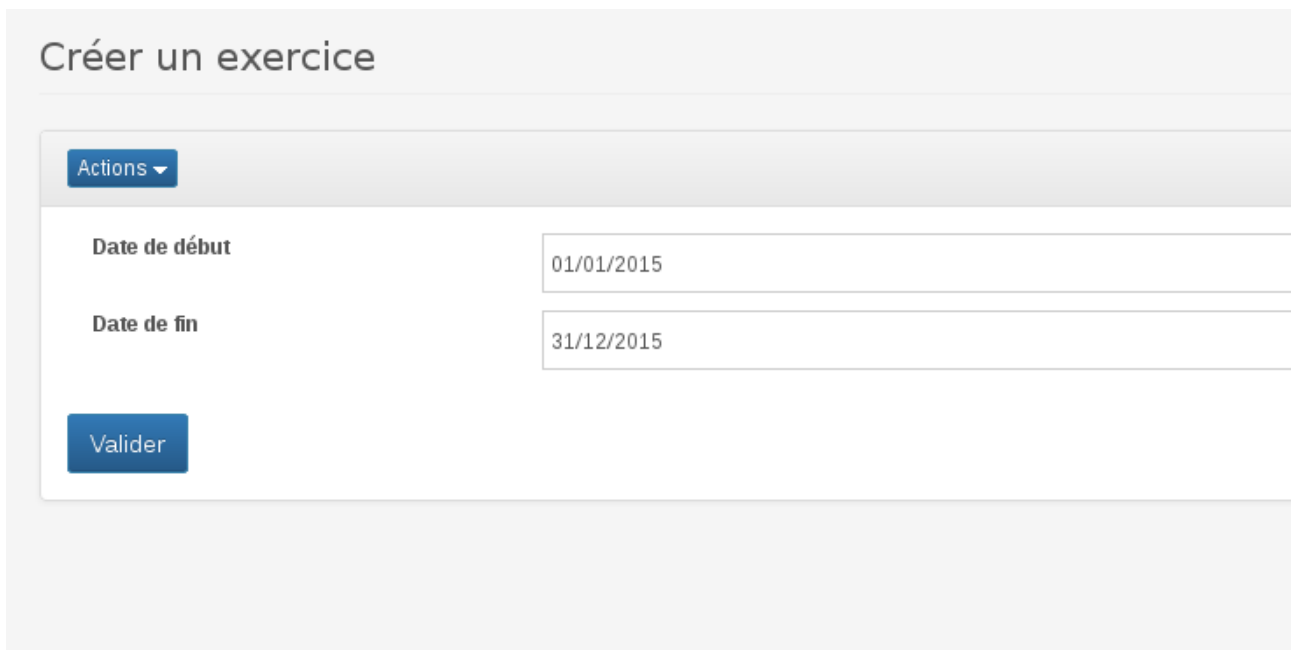 Créer un exercice
Actions
Date de début
01/01/2015
Date de fin
31/12/2015
Valider